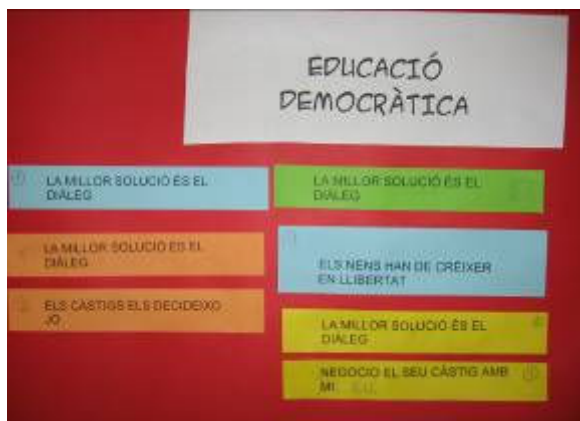 EDUCACIÓ
DEMOCRÀTICA
LA MILLOR SOLUCIÓ ÉS EL
DIÀLEG
LA MILLOR SOLUCIÓ ÉS EL
DIÀLEG
ELS CÀSTIGS ELS DECIDEIXO
JO
LA MILLOR SOLUCIÓ ÉS EL
DIÀLEG
ELS NENS HAN DE CRÉIXER
EN LLIBERTAT
LA MILLOR SOLUCIÓ ÉS EL
DIÀLEG
NEGOCIO EL SEU CÀSTIG AMB